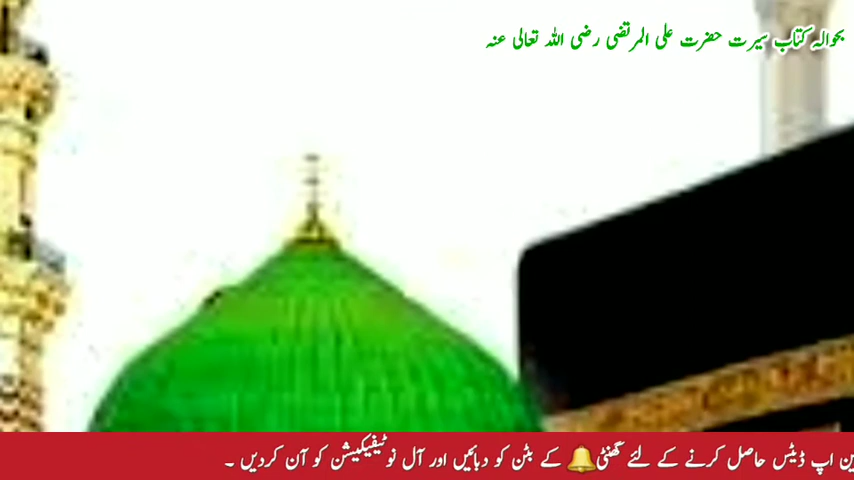 بحوالہ کتاب سیرت حضرت علی المرتضی رضی اللہ تعالی عنہ
اپ ڈیٹس حاصل کرنے کے لئے گھنٹی🔔 کے بٹن کو دبائیں اور آل نوٹیفیکیشن کو آن کردیں ۔